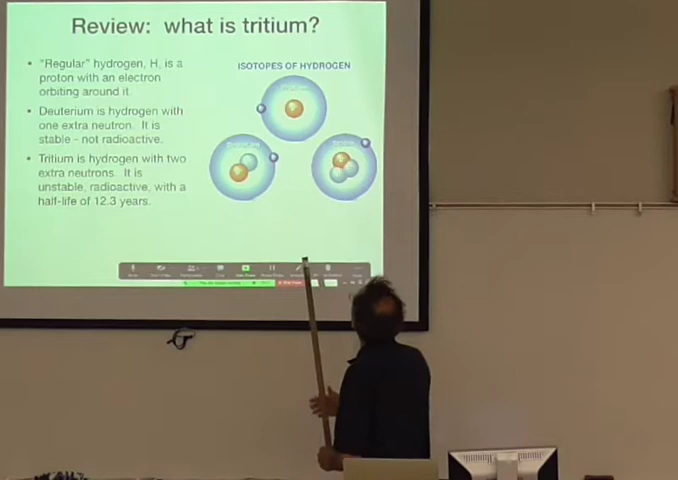 Review: what is tritium?
• "Regular" hydrogen, H, is a
proton with an electron
orbiting around it.
• Deuterium is hydrogen with
one extra neutron. It is
stable - not radioactive.
• Tritium is hydrogen with two
extra neutrons. It is
unstable, radioactive, with a
half-life of 12.3 years.
ISOTOPES OF HYDROGEN